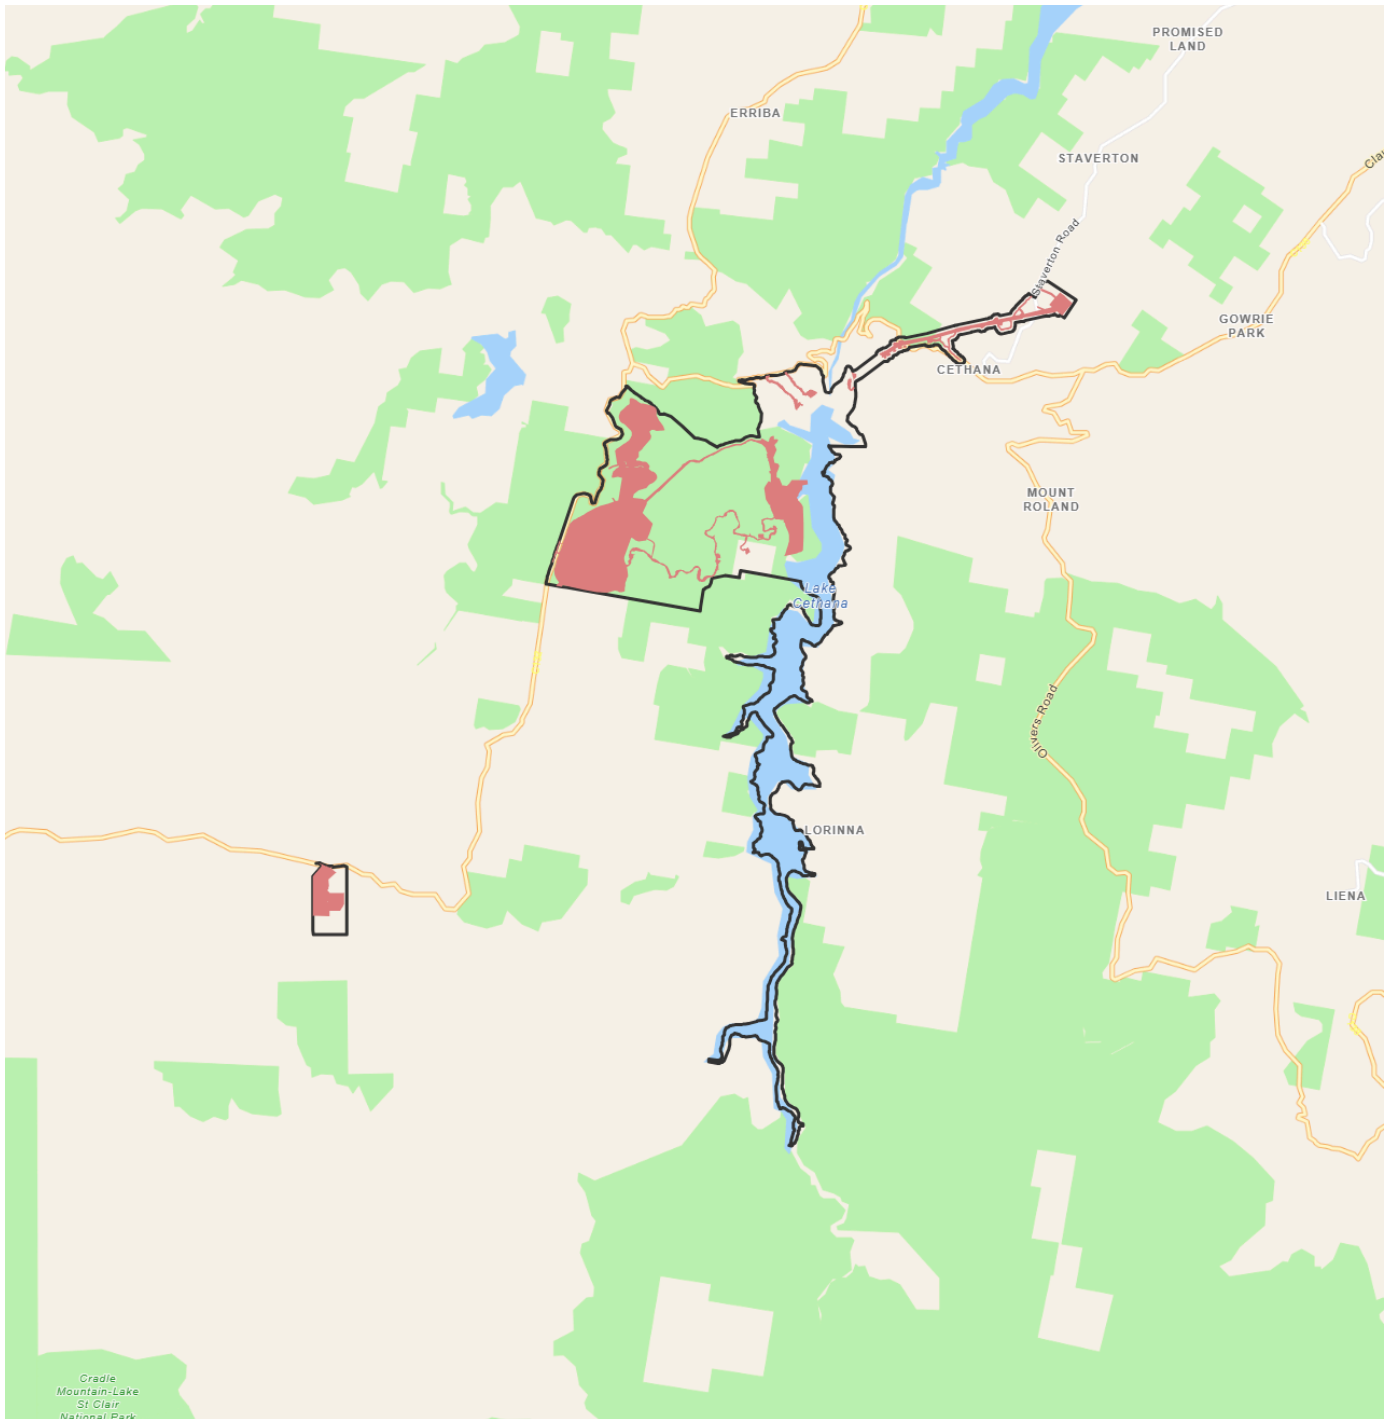 PROMISED
LAND
ERRIBA
STAVERTON
Cla
Staverton Road
GOWRIE
PARK
CETHANA
MOUNT
ROLAND
Lake
Cethana
Olivers Road
LORINNA
LIENA
Cradle
Mountain-Lake
St Clair
National Park